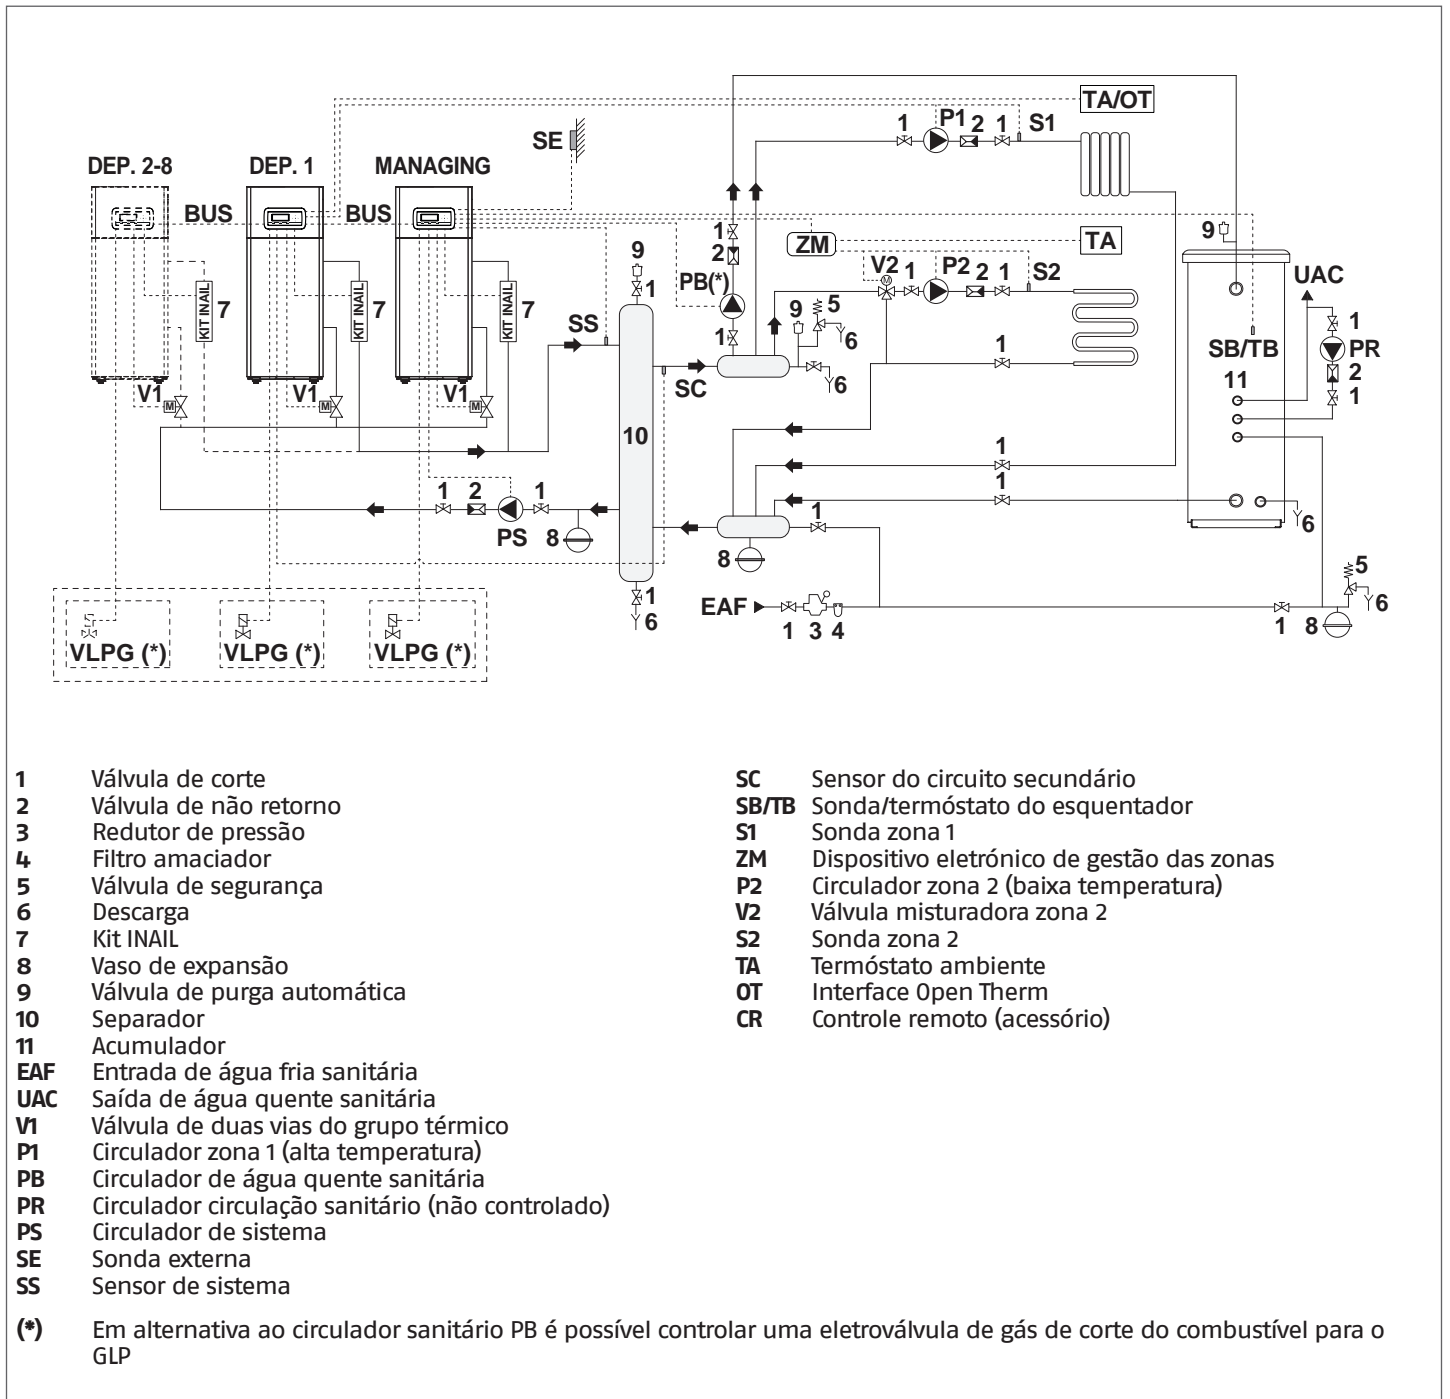 TA/OT
1 P1 2 1 S1
SE
DEP. 2-8 DEP. 1 MANAGING
BUS BUS
1
2
ZM TA
9
9
V2 1 P2 2 1 S2
UAC
PB(*)
1
KIT INAIL 7 KIT INAIL 7 KIT INAIL 7
9 5
6
SS
1
1
1
SB/TB PR
SC
6
2
11
1
V1 M V1 M V1 M
10
1
1
1 2 1
PS 8
1
8
6
5
EAF
1 3 4
1
6
1 8
6
VLPG (*) VLPG (*) VLPG (*)
1 Válvula de corte
2 Válvula de não retorno
3 Redutor de pressão
4 Filtro amaciador
5 Válvula de segurança
6 Descarga
7 Kit INAIL
8 Vaso de expansão
9 Válvula de purga automática
10 Separador
11 Acumulador
EAF Entrada de água fria sanitária
UAC Saída de água quente sanitária
V1 Válvula de duas vias do grupo térmico
P1 Circulador zona 1 (alta temperatura)
PB Circulador de água quente sanitária
PR Circulador circulação sanitário (não controlado)
PS Circulador de sistema
SE Sonda externa
SS Sensor de sistema
SC Sensor do circuito secundário
SB/TB Sonda/termóstato do esquentador
S1 Sonda zona 1
ZM Dispositivo eletrónico de gestão das zonas
P2 Circulador zona 2 (baixa temperatura)
V2 Válvula misturadora zona 2
S2 Sonda zona 2
TA Termóstato ambiente
OT Interface Open Therm
CR Controle remoto (acessório)
(*) Em alternativa ao circulador sanitário PB é possível controlar uma eletroválvula de gás de corte do combustível para o
GLP